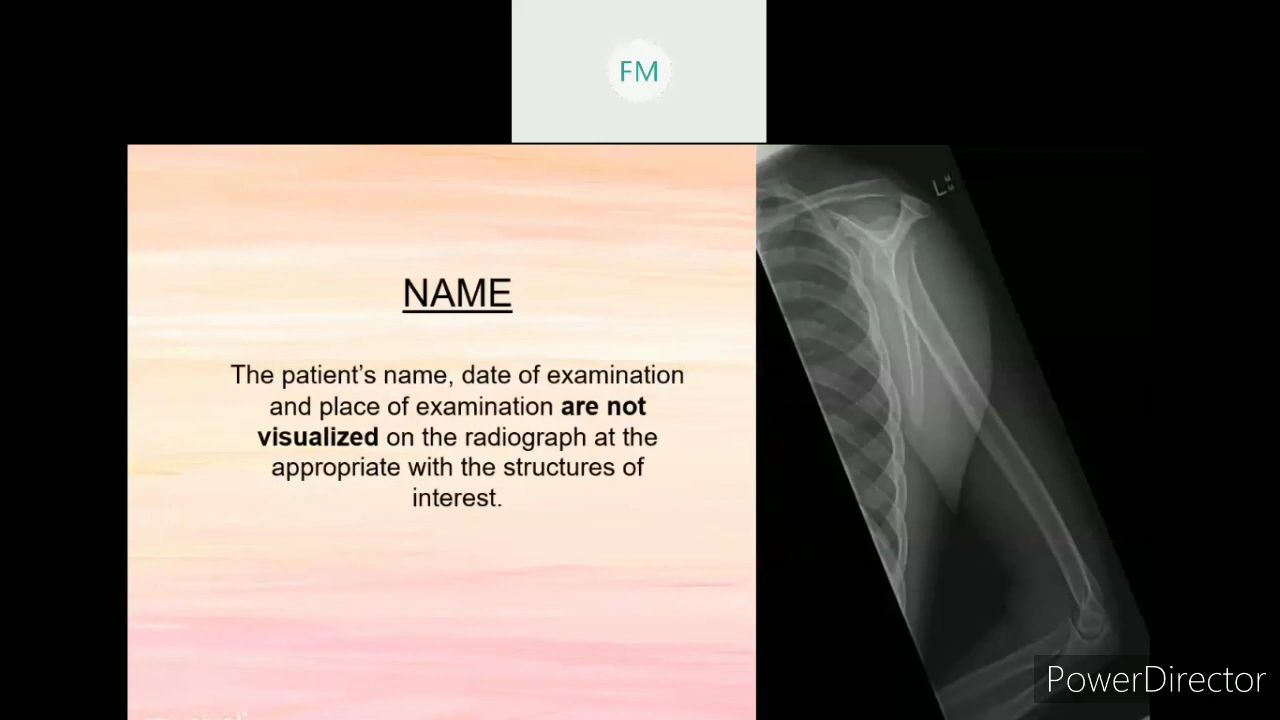 FM
NAME
The patient’s name, date of examination
and place of examination are not
visualized on the radiograph at the
appropriate with the structures of
interest.
L
PowerDirector